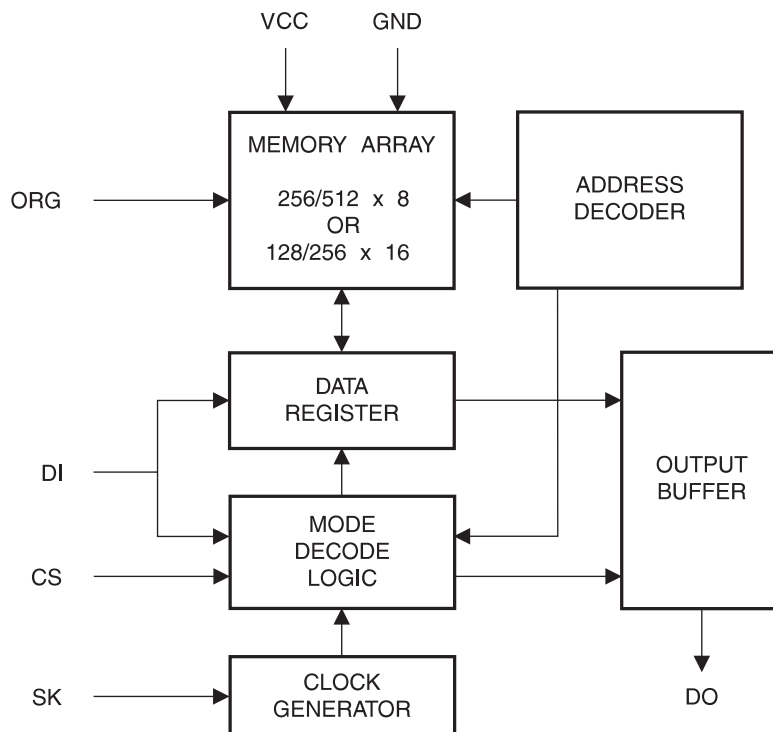 VCC GND
MEMORY ARRAY
256/512 x 8
OR
128/256 x 16
ADDRESS
DECODER
ORG
DATA
REGISTER
OUTPUT
BUFFER
DI
MODE
DECODE
LOGIC
CS
CLOCK
GENERATOR
SK
DO